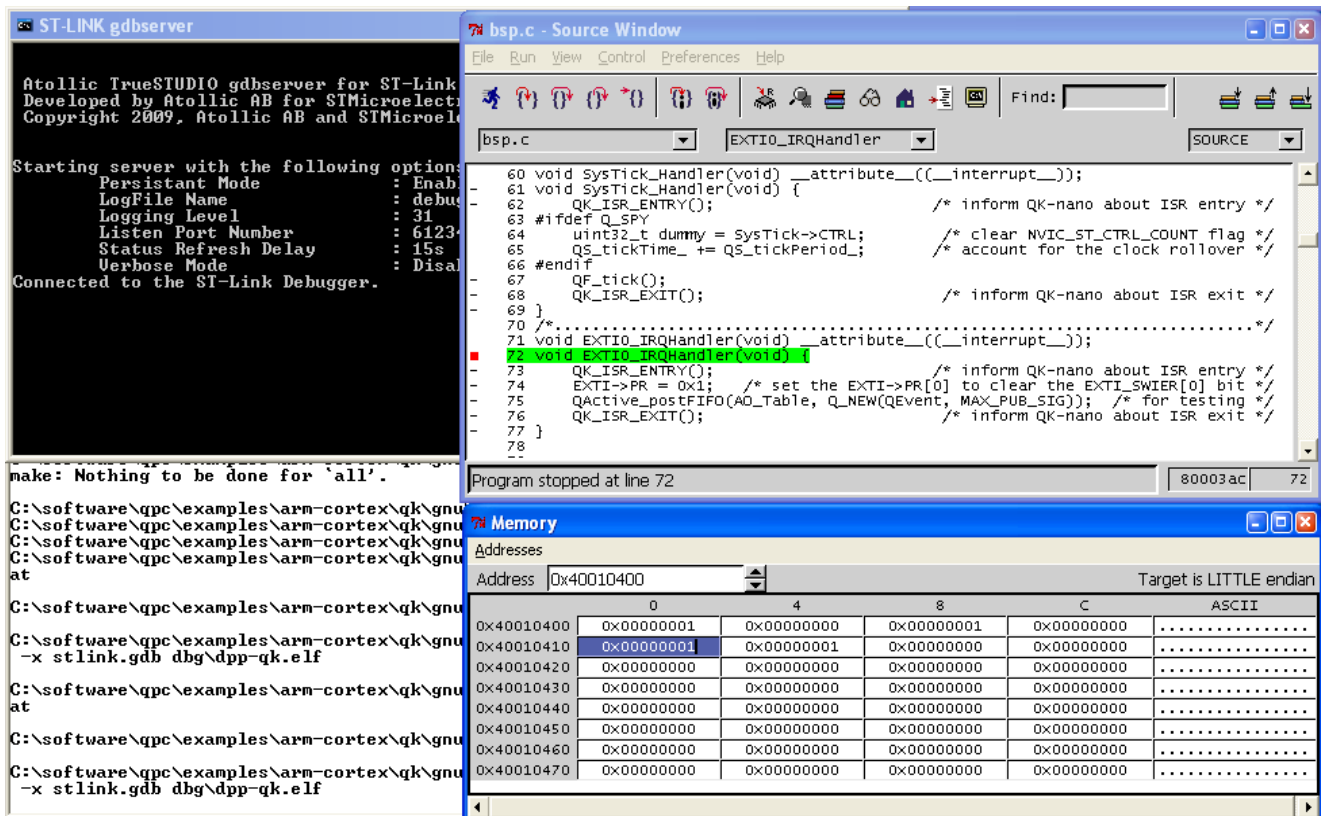 ST-LINK gdbserver
Atollic TrueSTUDIO gdbserver for ST-Link
Developed by Atollic AB for STMicroelect
Copyright 2009, Atollic AB and STMicroel
Starting server with the following option
Persistant Mode : Enab
LogFile Name : debu
Logging Level : 31
Listen Port Number : 61234
Status Refresh Delay : 15s
Verbose Mode : Disa
Connected to the ST-Link Debugger.
make: Nothing to be done for `all'.
C:\software\qpc\examples\arm-cortex\qk\gnu
C:\software\qpc\examples\arm-cortex\qk\gnu
C:\software\qpc\examples\arm-cortex\qk\gnu
C:\software\qpc\examples\arm-cortex\qk\gnu
at
C:\software\qpc\examples\arm-cortex\qk\gnu
C:\software\qpc\examples\arm-cortex\qk\gnu
-x stlink.gdb dbg\dpp-qk.elf
C:\software\qpc\examples\arm-cortex\qk\gnu
at
C:\software\qpc\examples\arm-cortex\qk\gnu
C:\software\qpc\examples\arm-cortex\qk\gnu
-x stlink.gdb dbg\dpp-qk.elf
bsp.c - Source Window
File Run View Control Preferences Help
Find:
bsp.c EXTI0_IRQHandler SOURCE
60 void SysTick_Handler(void) __attribute__((__interrupt__));
- 61 void SysTick_Handler(void) {
- 62 QK_ISR_ENTRY(); /* inform QK-nano about ISR entry */
63 #ifdef Q_SPY
64 uint32_t dummy = SysTick->CTRL; /* clear NVIC_ST_CTRL_COUNT flag */
65 QS_tickTime_ += QS_tickPeriod_; /* account for the clock rollover */
66 #endif
- 67 QF_tick();
- 68 QK_ISR_EXIT(); /* inform QK-nano about ISR exit */
- 69 }
70 /*..........................................................................*/
71 void EXTI0_IRQHandler(void) __attribute__((__interrupt__));
72 void EXTI0_IRQHandler(void) {
- 73 QK_ISR_ENTRY(); /* inform QK-nano about ISR entry */
- 74 EXTI->PR = 0x1; /* set the EXTI->PR[0] to clear the EXTI_SWIER[0] bit */
- 75 QActive_postFIFO(AO_Table, Q_NEW(QEvent, MAX_PUB_SIG)); /* for testing */
- 76 QK_ISR_EXIT(); /* inform QK-nano about ISR exit */
- 77 }
78
Program stopped at line 72 80003ac 72
Memory
Addresses
Address 0x40010400 Target is LITTLE endian
0 4 8 C ASCII
0x40010400 0x00000001 0x00000000 0x00000001 0x00000000 ................
0x40010410 0x00000001 0x00000001 0x00000000 0x00000000 ................
0x40010420 0x00000000 0x00000000 0x00000000 0x00000000 ................
0x40010430 0x00000000 0x00000000 0x00000000 0x00000000 ................
0x40010440 0x00000000 0x00000000 0x00000000 0x00000000 ................
0x40010450 0x00000000 0x00000000 0x00000000 0x00000000 ................
0x40010460 0x00000000 0x00000000 0x00000000 0x00000000 ................
0x40010470 0x00000000 0x00000000 0x00000000 0x00000000 ................